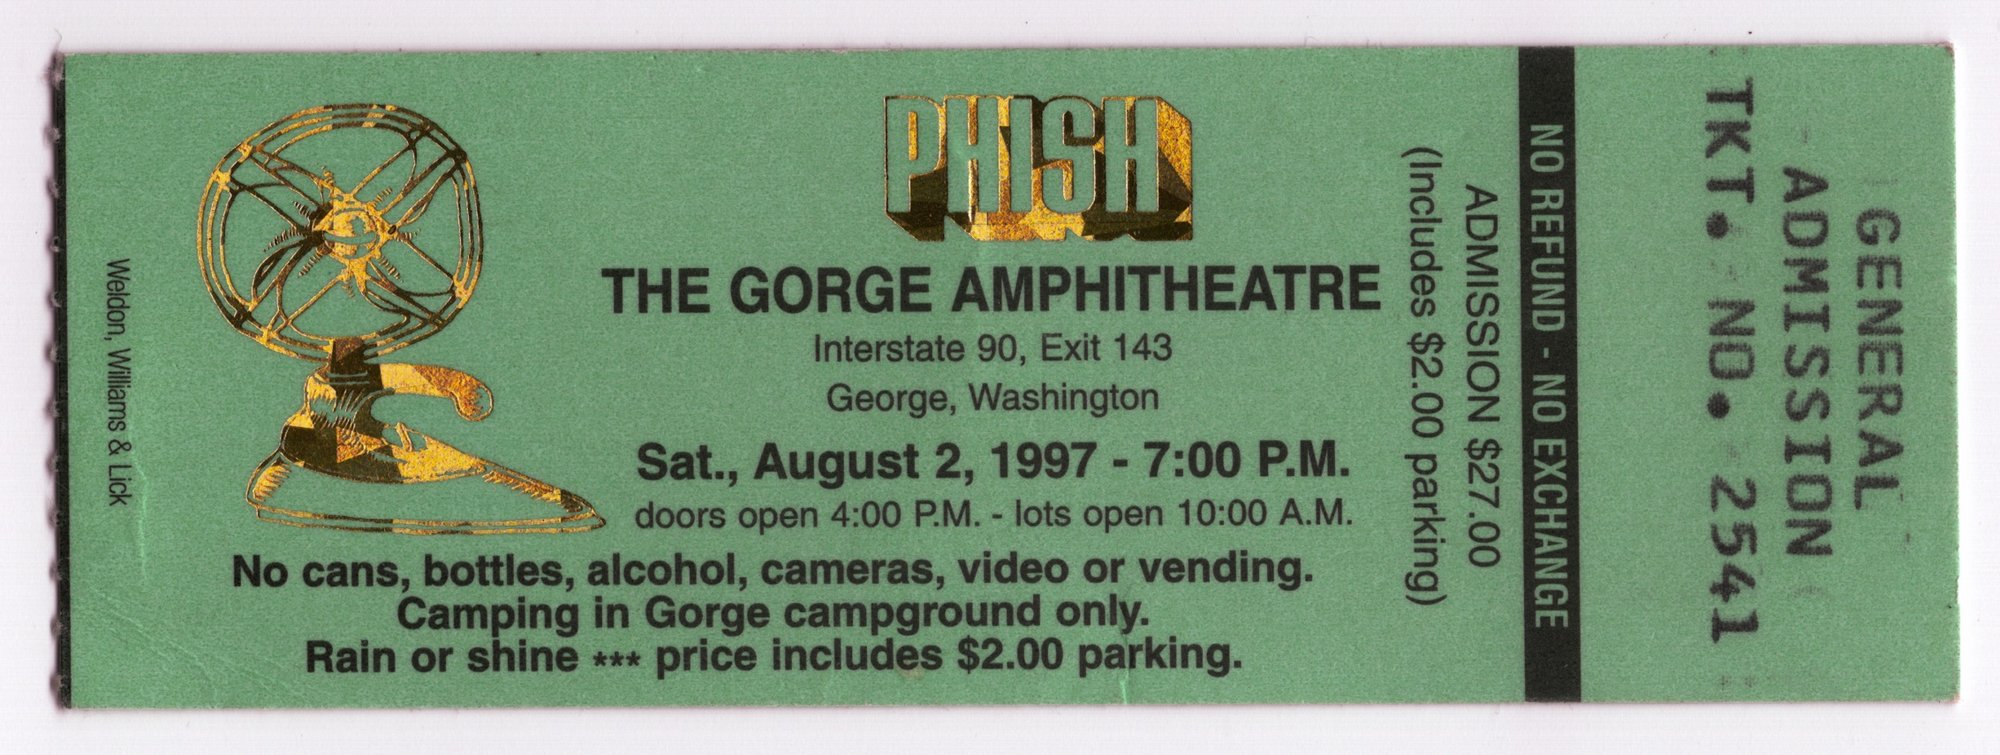 PHISH
THE GORGE AMPHITHEATRE
Interstate 90, Exit 143
George, Washington
Sat., August 2, 1997 - 7:00 P.M.
doors open 4:00 P.M. - lots open 10:00 A.M.
No cans, bottles, alcohol, cameras, video or vending.
Camping in Gorge campground only.
Rain or shine *** price includes $2.00 parking.
Weldon, Williams & Lick
ADMISSION $27.00
(Includes $2.00 parking)
NO REFUND - NO EXCHANGE
GENERAL
ADMISSION
TKT. NO. 2541